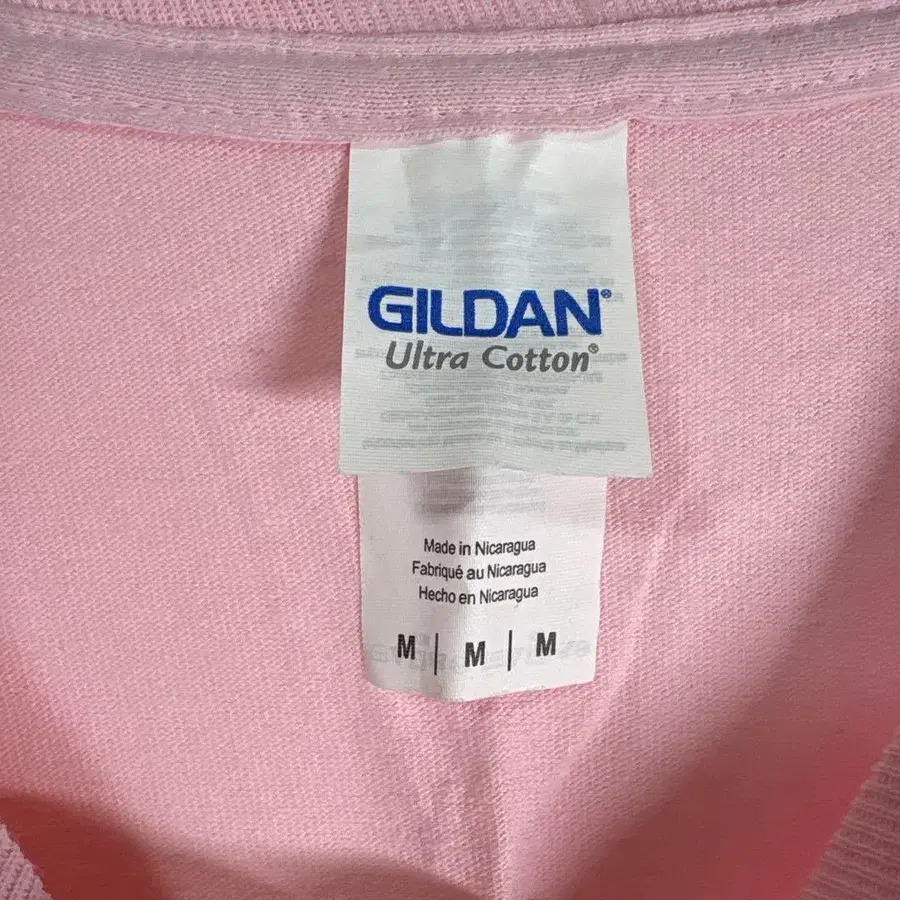 GILDAN®
Ultra Cotton®
Made in Nicaragua
Fabriqué au Nicaragua
Hecho en Nicaragua
M | M | M